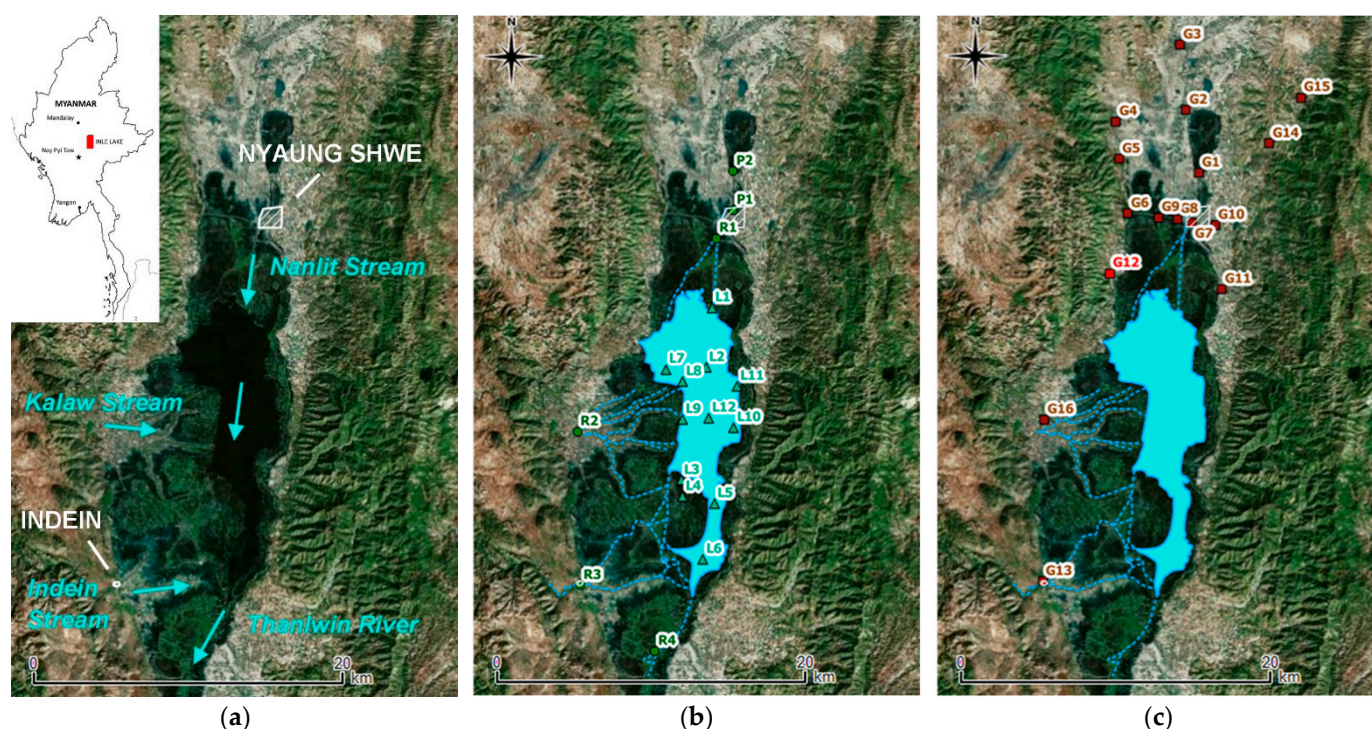 MYANMAR
Mandalay
INLE LAKE
Nay Pyi Taw
Yangon
NYAUNG SHWE
Nanlit Stream
Kalaw Stream
INDEIN
Indein
Stream
Thanlwin River
0
20
km
(a)
N
P2
P1
R1
L1
L7
L8
L2
L11
L9
L12
L10
R2
L3
L4
L5
L6
R3
R4
0
20
km
(b)
N
G3
G15
G2
G4
G14
G5
G1
G6
G9
G8
G10
G7
G12
G11
G16
G13
0
20
km
(c)